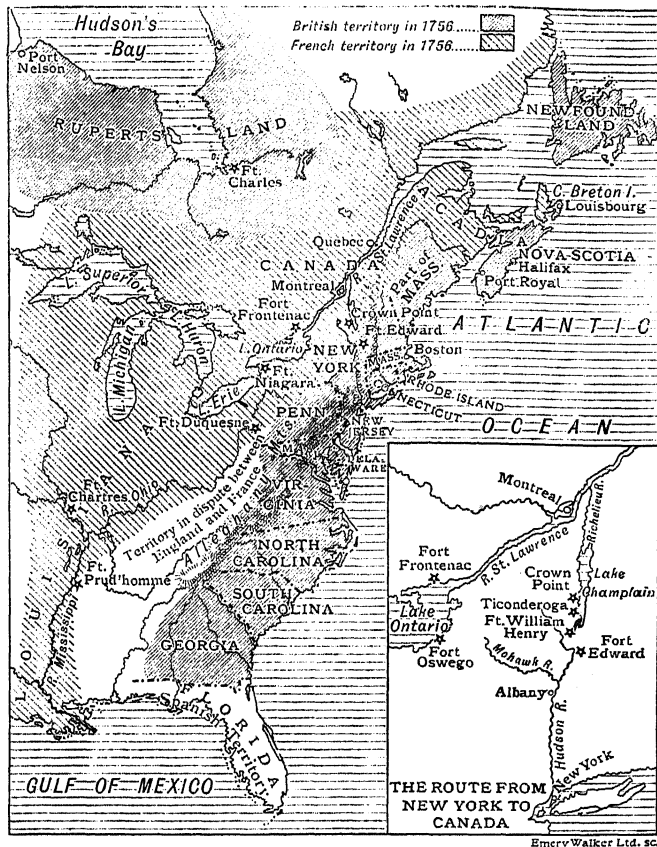 Hudson's
Bay
British territory in 1756
French territory in 1756
Port
Nelson
RUPERTS LAND
Ft.
Charles
NEWFOUND
LAND
C. Breton I.
Louisbourg
ACADIA
NOVA-SCOTIA
Halifax
Port Royal
Quebec
R. St. Lawrence
CANADA
Montreal
Part of
MASS.
L. Superior
Fort
Frontenac
Crown Point
Ft. Edward
ATLANTIC
OCEAN
L. Michigan
L. Huron
L. Ontario
NEW
YORK
MASS.
Boston
Ft.
Niagara
L. Erie
RHODE ISLAND
CONNECTICUT
PENN
NEW
JERSEY
Ft. Duquesne
DELA
WARE
Territory in dispute between
England and France
Alleghany Mts
VIR
GINIA
Ft.
Chartres
Ohio R.
Ft.
Prud'homme
NORTH
CAROLINA
SOUTH
CAROLINA
GEORGIA
LOUISIANA
R. Mississippi
FLORIDA
Spanish Territory
GULF OF MEXICO
Montreal
Richelieu R.
R. St. Lawrence
Fort
Frontenac
Crown
Point
Lake
Champlain
Ticonderoga
Lake
Ontario
Ft. William
Henry
Fort
Oswego
Fort
Edward
Mohawk R.
Albany
Hudson R.
New York
THE ROUTE FROM
NEW YORK TO
CANADA
Emery Walker Ltd. sc.